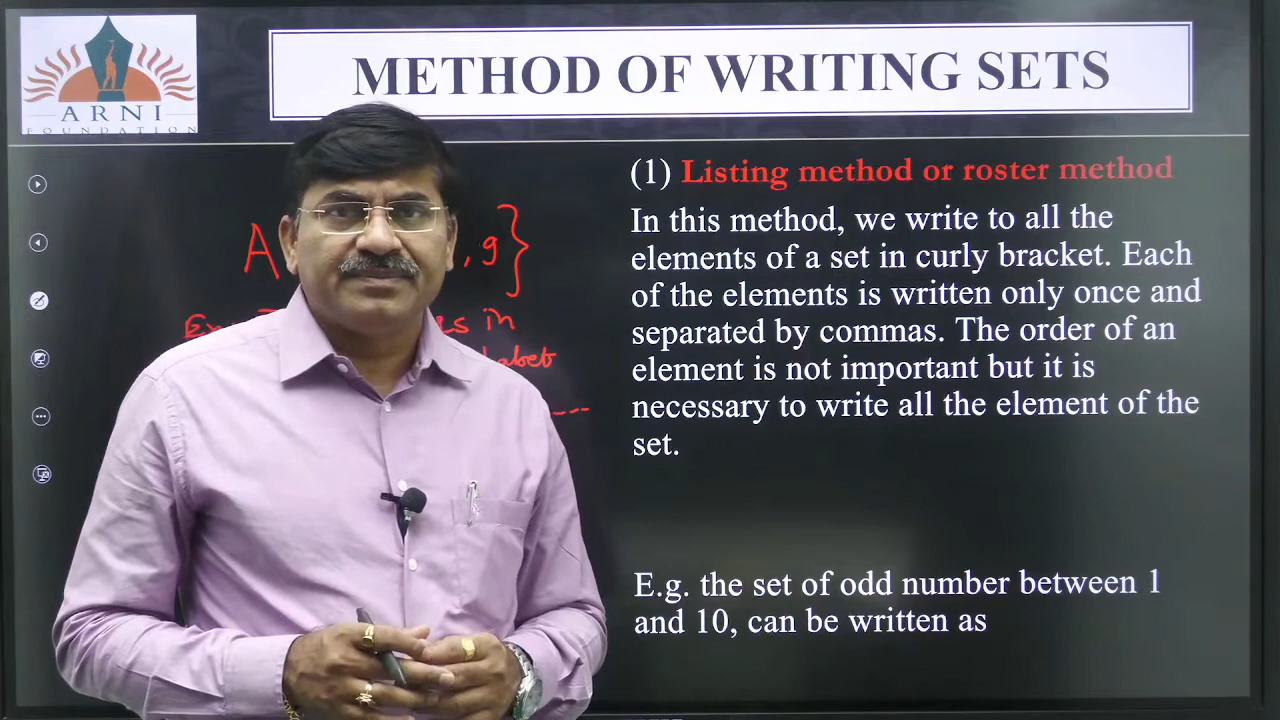 ARNI
FOUNDATION
METHOD OF WRITING SETS
(1) Listing method or roster method
In this method, we write to all the
elements of a set in curly bracket. Each
of the elements is written only once and
separated by commas. The order of an
element is not important but it is
necessary to write all the element of the
set.
E.g. the set of odd number between 1
and 10, can be written as
A , 9 }
in